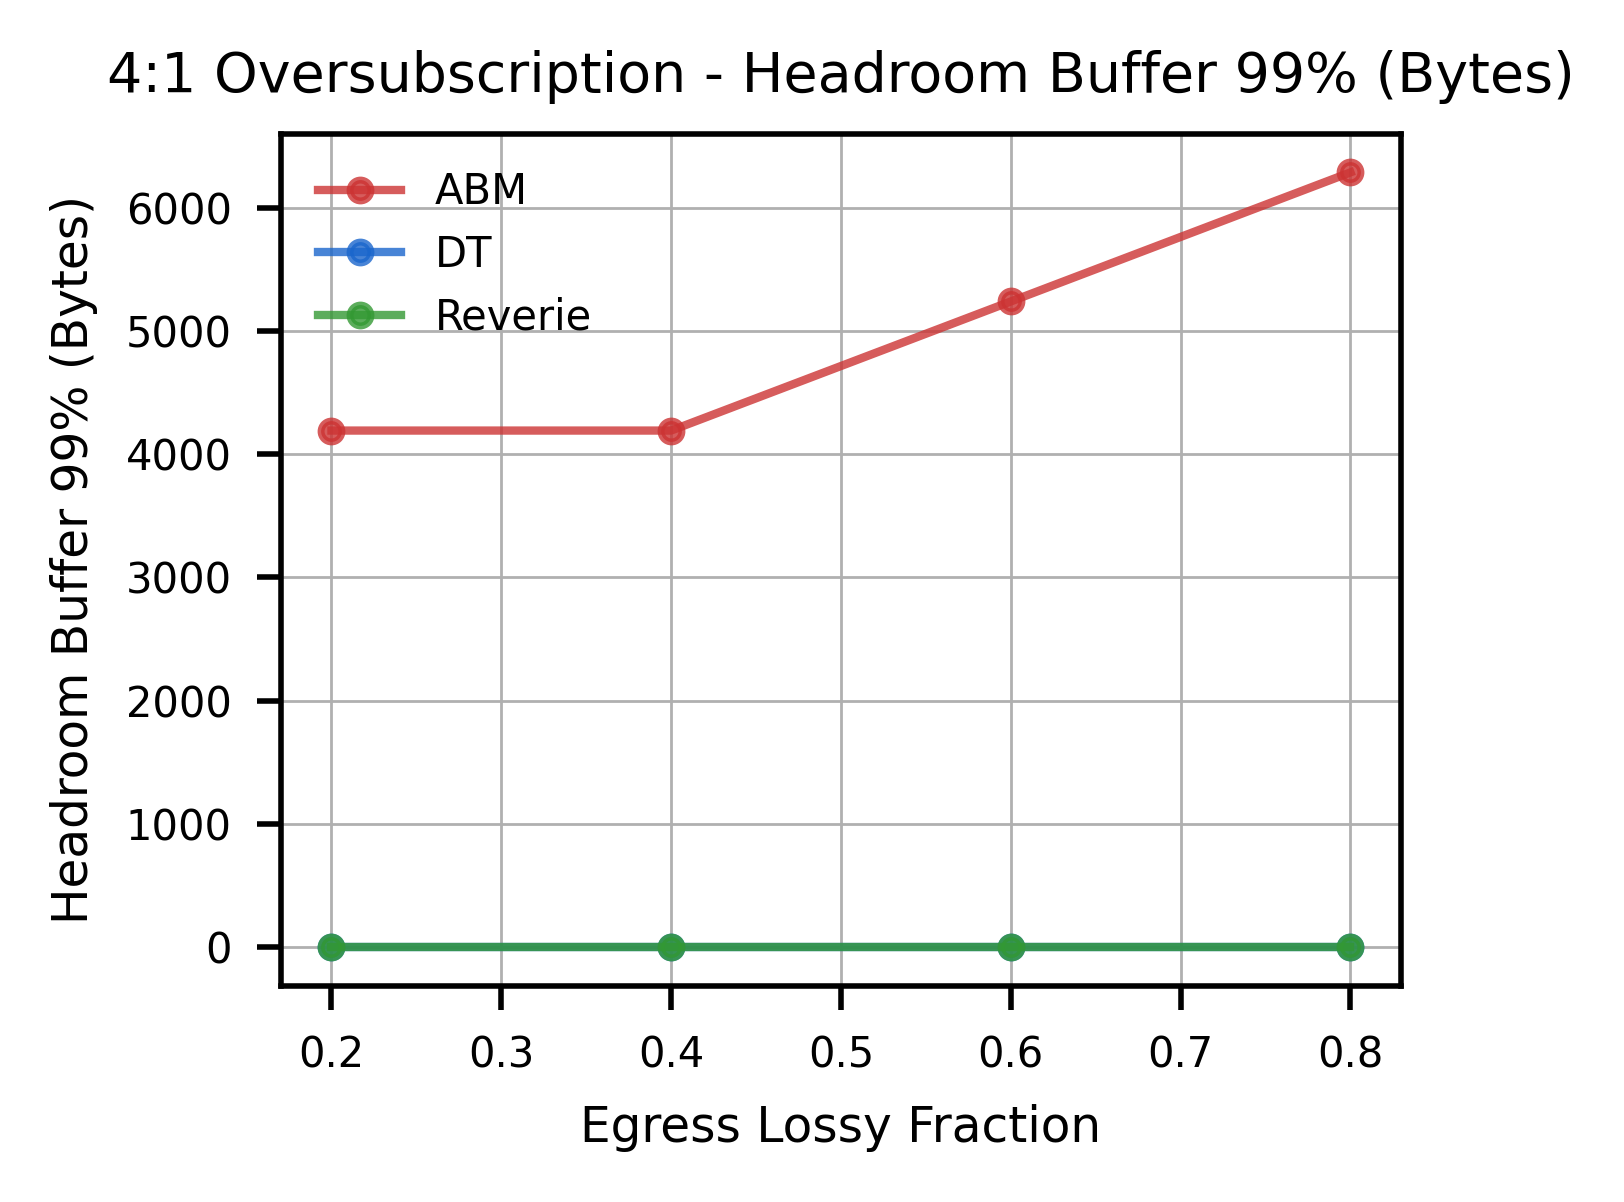 4:1 Oversubscription - Headroom Buffer 99% (Bytes)
Headroom Buffer 99% (Bytes)
6000
5000
4000
3000
2000
1000
0
ABM
DT
Reverie
0.2 0.3 0.4 0.5 0.6 0.7 0.8
Egress Lossy Fraction